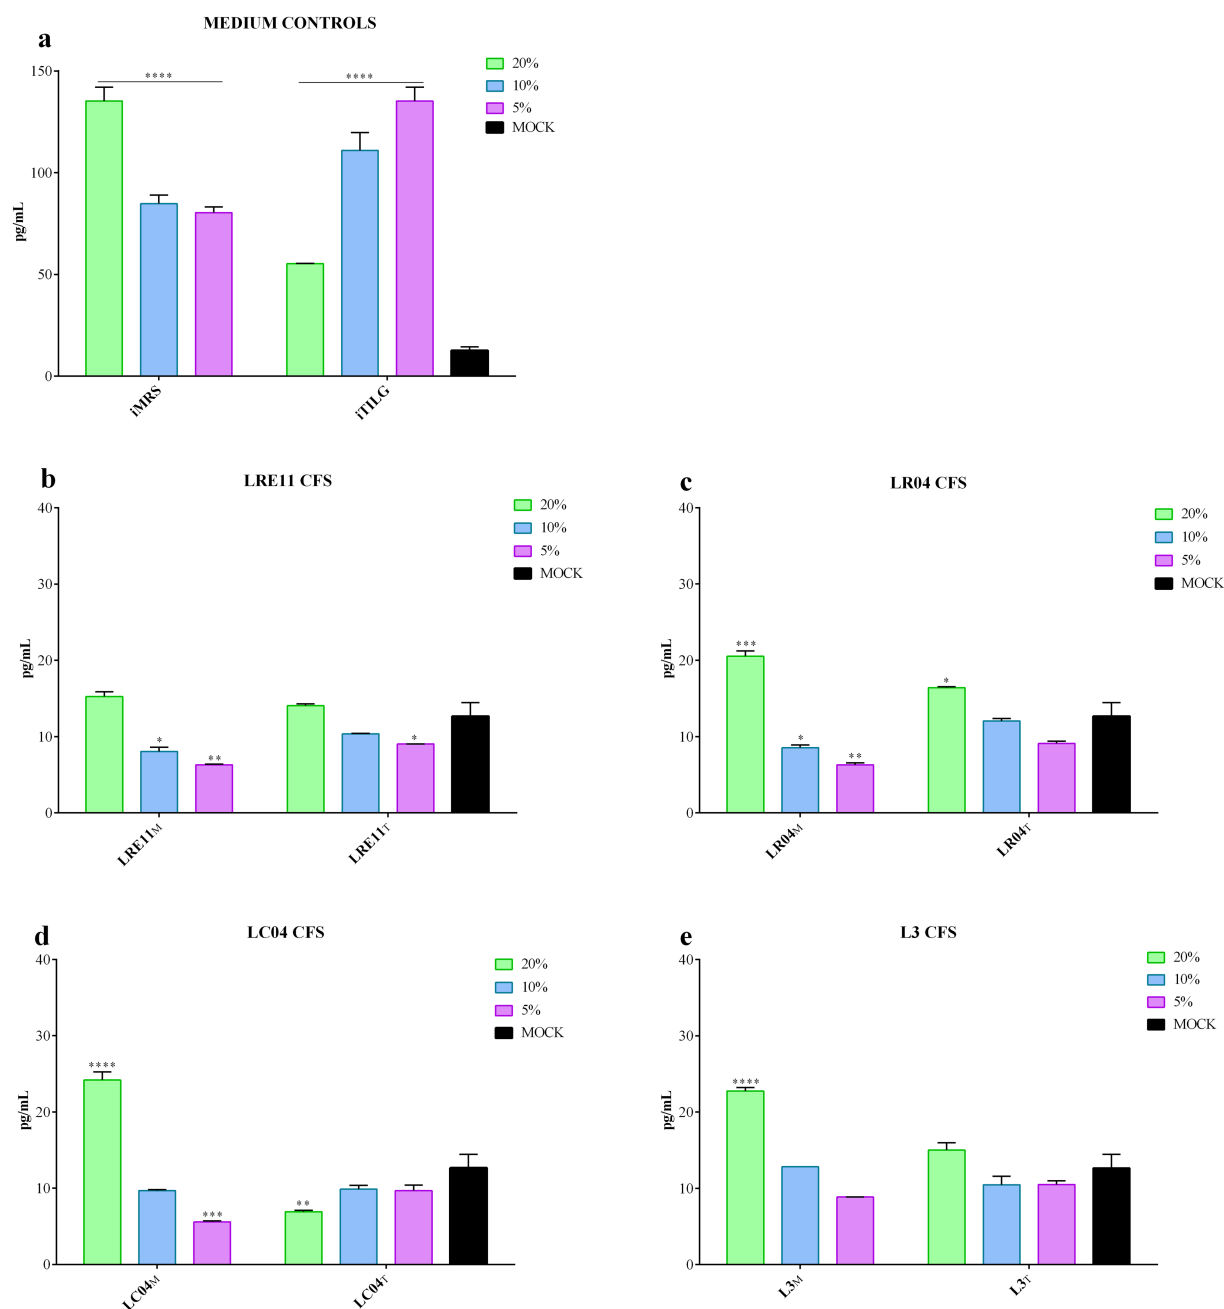 MEDIUM CONTROLS
a
20%
10%
5%
MOCK
150
100
50
0
pg/mL
****
****
iMRS
iTILG
b
LRE11 CFS
20%
10%
5%
MOCK
40
30
20
10
0
pg/mL
*
**
*
LRE11M
LRE11T
c
LR04 CFS
20%
10%
5%
MOCK
40
30
20
10
0
pg/mL
***
*
**
*
LR04M
LR04T
d
LC04 CFS
20%
10%
5%
MOCK
40
30
20
10
0
pg/mL
****
***
**
LC04M
LC04T
e
L3 CFS
20%
10%
5%
MOCK
40
30
20
10
0
pg/mL
****
L3M
L3T